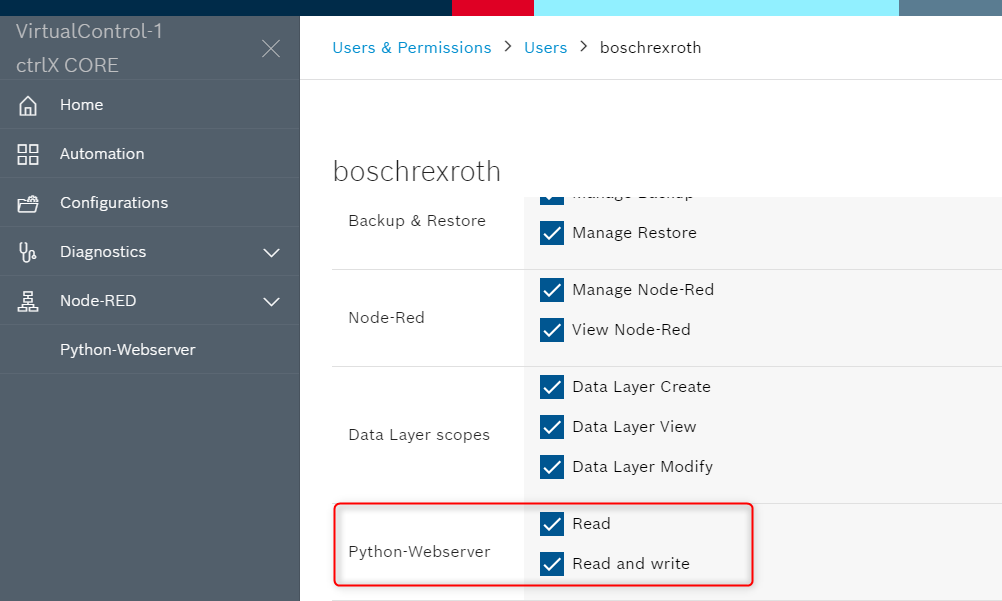 VirtualControl-1
ctrlX CORE
Home
Automation
Configurations
Diagnostics
Node-RED
Python-Webserver
Users & Permissions > Users > boschrexroth
boschrexroth
Backup & Restore
Manage Backup
Manage Restore
Node-Red
Manage Node-Red
View Node-Red
Data Layer scopes
Data Layer Create
Data Layer View
Data Layer Modify
Python-Webserver
Read
Read and write